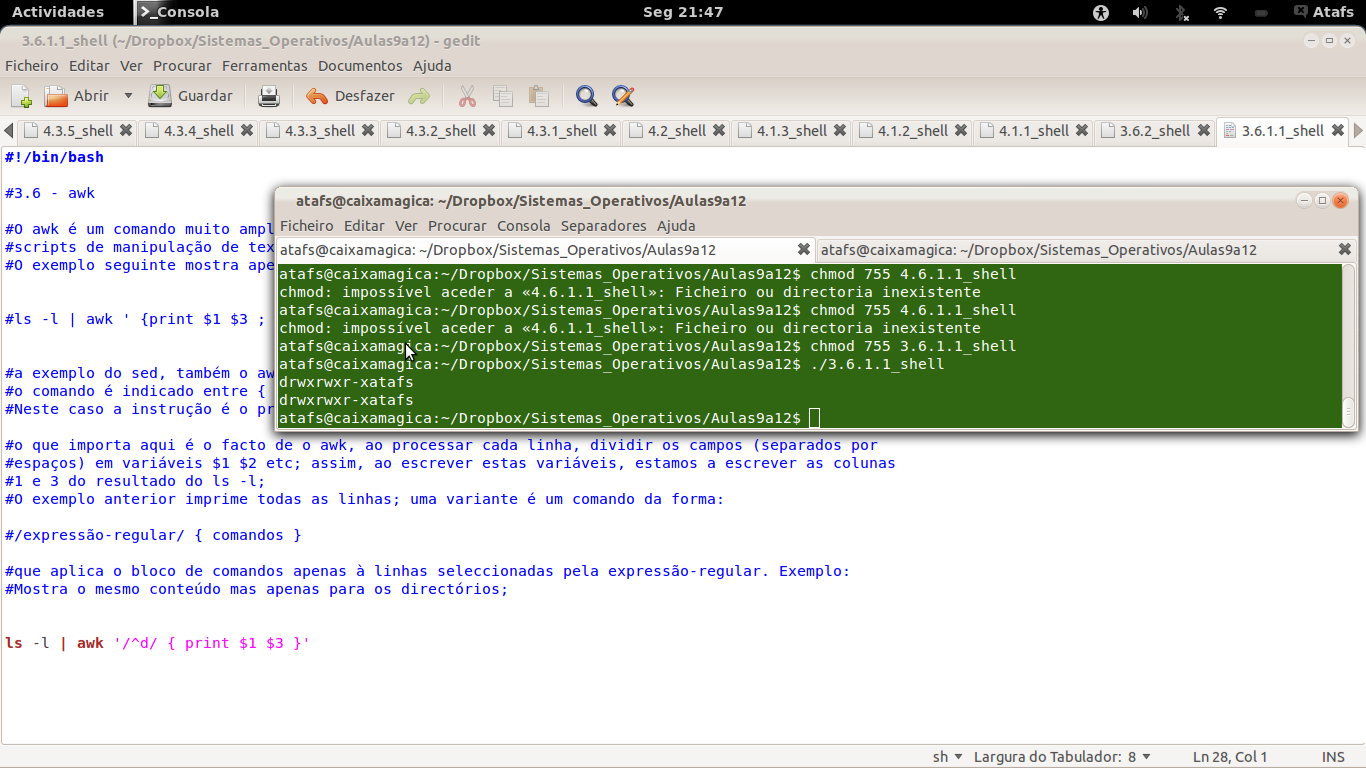 Actividades
Consola
Seg 21:47
Atafs
3.6.1.1_shell (~/Dropbox/Sistemas_Operativos/Aulas9a12) - gedit
Ficheiro Editar Ver Procurar Ferramentas Documentos Ajuda
Abrir Guardar Desfazer
4.3.5_shell 4.3.4_shell 4.3.3_shell 4.3.2_shell 4.3.1_shell 4.2_shell 4.1.3_shell 4.1.2_shell 4.1.1_shell 3.6.2_shell 3.6.1.1_shell
#!/bin/bash
#3.6 - awk
#O awk é um comando muito ampl
#scripts de manipulação de tex
#O exemplo seguinte mostra ape
#ls -l | awk ' {print $1 $3 ;
#a exemplo do sed, também o aw
#o comando é indicado entre {
#Neste caso a instrução é o pr
atafs@caixamagica: ~/Dropbox/Sistemas_Operativos/Aulas9a12
Ficheiro Editar Ver Procurar Consola Separadores Ajuda
atafs@caixamagica: ~/Dropbox/Sistemas_Operativos/Aulas9a12 atafs@caixamagica: ~/Dropbox/Sistemas_Operativos/Aulas9a12
atafs@caixamagica:~/Dropbox/Sistemas_Operativos/Aulas9a12$ chmod 755 4.6.1.1_shell
chmod: impossível aceder a «4.6.1.1_shell»: Ficheiro ou directoria inexistente
atafs@caixamagica:~/Dropbox/Sistemas_Operativos/Aulas9a12$ chmod 755 4.6.1.1_shell
chmod: impossível aceder a «4.6.1.1_shell»: Ficheiro ou directoria inexistente
atafs@caixamagica:~/Dropbox/Sistemas_Operativos/Aulas9a12$ chmod 755 3.6.1.1_shell
atafs@caixamagica:~/Dropbox/Sistemas_Operativos/Aulas9a12$ ./3.6.1.1_shell
drwxrwxr-xatafs
drwxrwxr-xatafs
atafs@caixamagica:~/Dropbox/Sistemas_Operativos/Aulas9a12$
#o que importa aqui é o facto de o awk, ao processar cada linha, dividir os campos (separados por
#espaços) em variáveis $1 $2 etc; assim, ao escrever estas variáveis, estamos a escrever as colunas
#1 e 3 do resultado do ls -l;
#O exemplo anterior imprime todas as linhas; uma variante é um comando da forma:
#/expressão-regular/ { comandos }
#que aplica o bloco de comandos apenas à linhas seleccionadas pela expressão-regular. Exemplo:
#Mostra o mesmo conteúdo mas apenas para os directórios;
ls -l | awk '/^d/ { print $1 $3 }'
sh Largura do Tabulador: 8 Ln 28, Col 1 INS